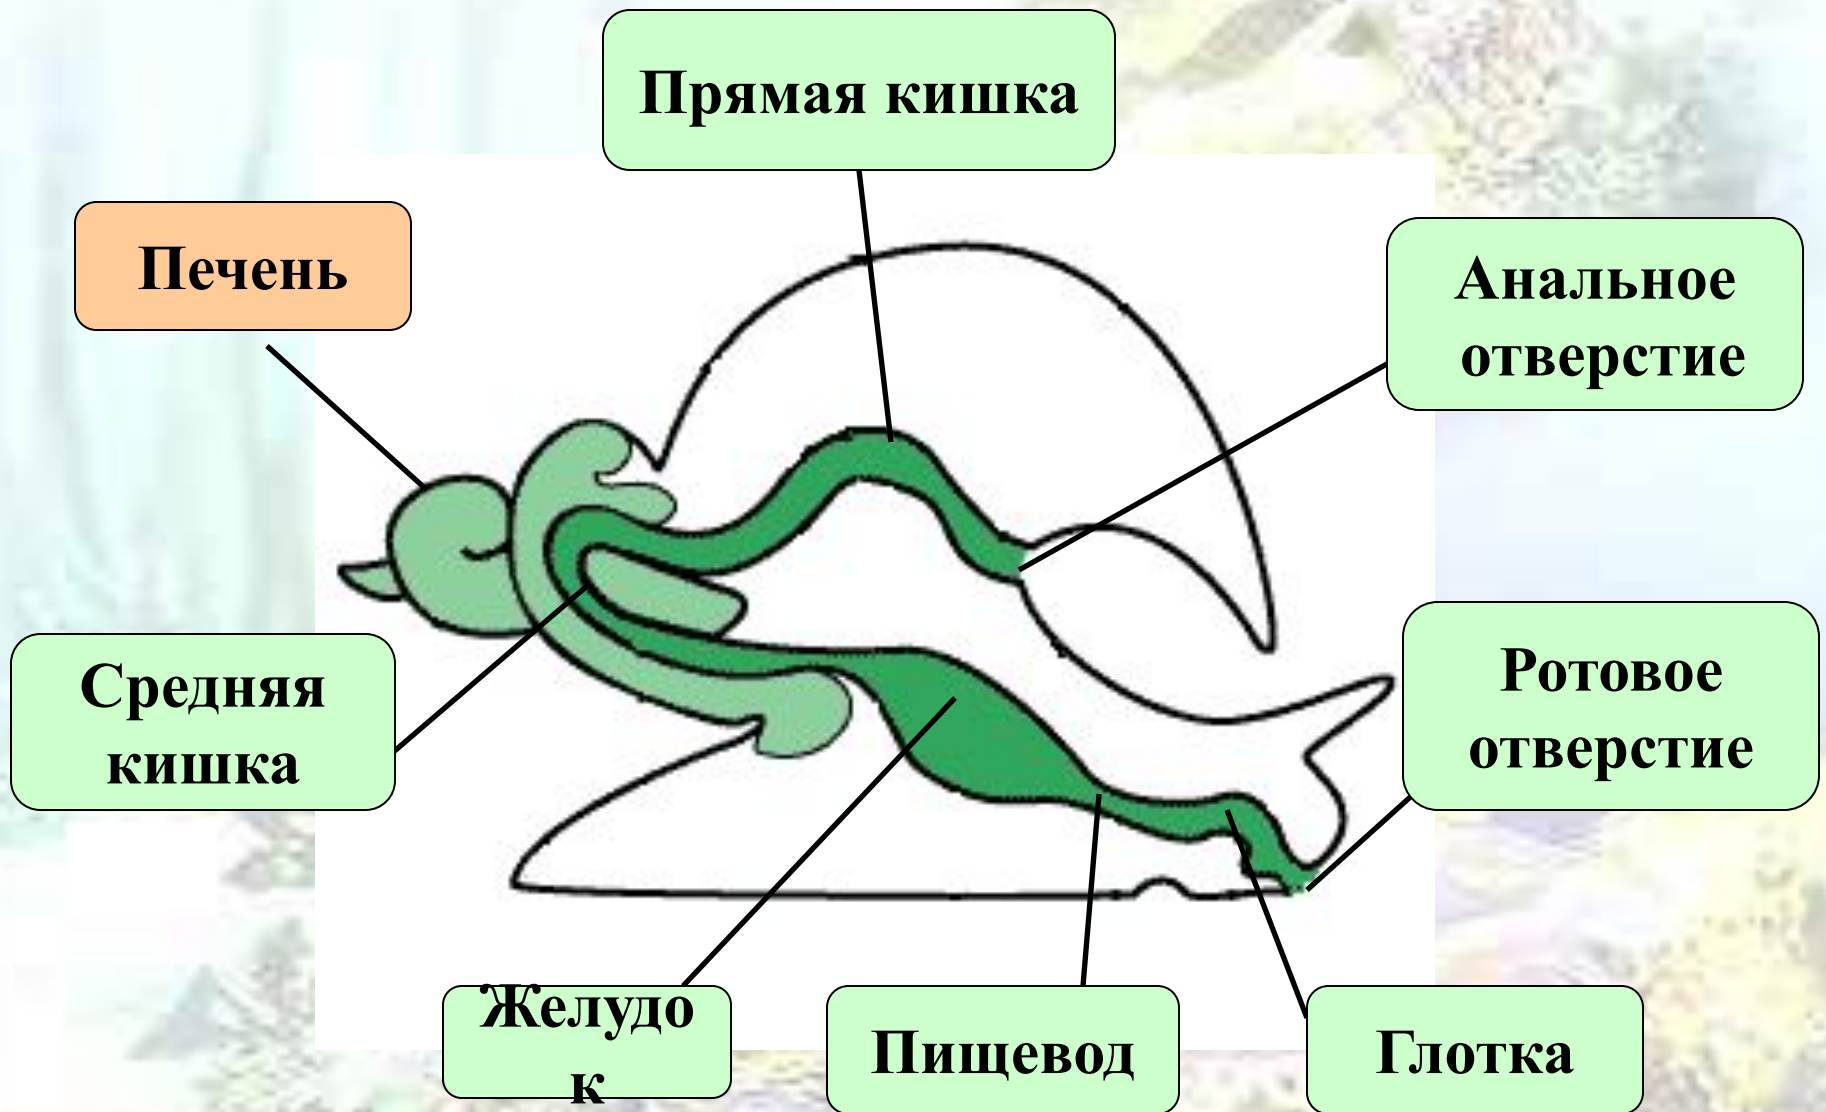 Прямая кишка
Печень
Анальное
отверстие
Средняя
кишка
Ротовое
отверстие
Желудо
к
Пищевод
Глотка